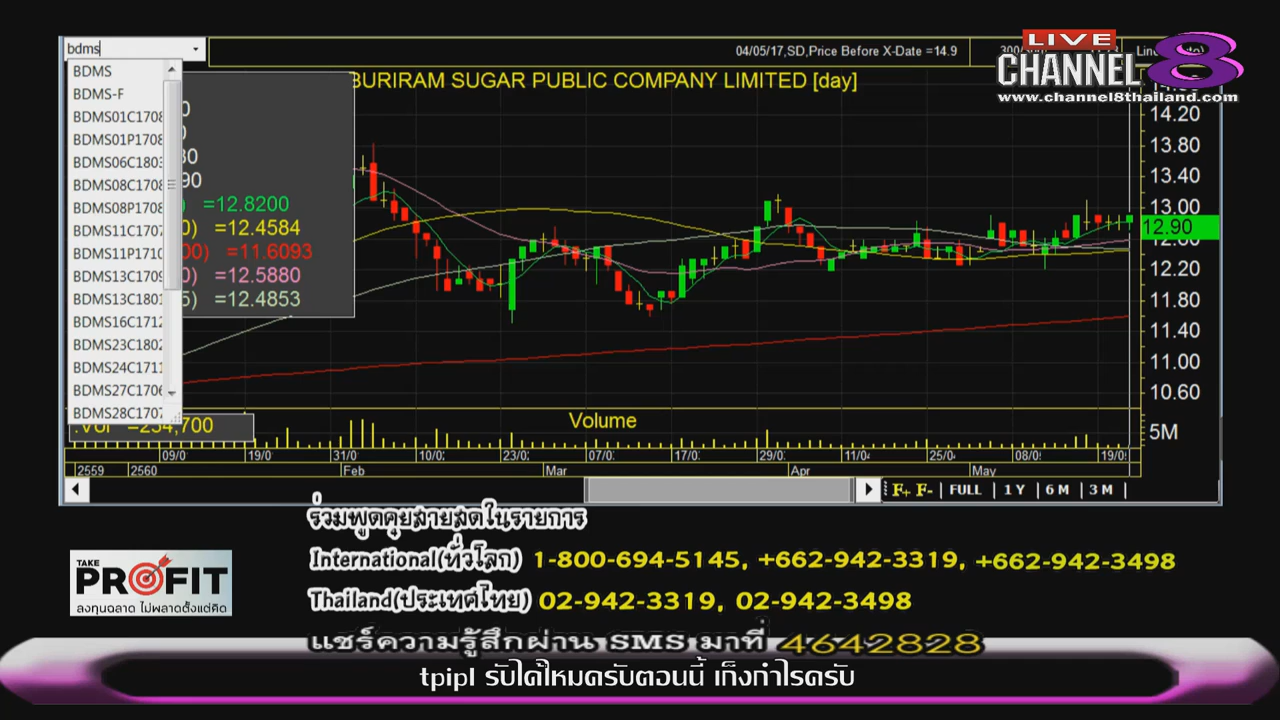 bdms
04/05/17,SD,Price Before X-Date =14.9
LIVE
CHANNEL 8
www.channel8thailand.com
BURIRAM SUGAR PUBLIC COMPANY LIMITED [day]
BDMS
BDMS-F
BDMS01C1708
BDMS01P1708
BDMS06C1803
BDMS08C1708
BDMS08P1708
BDMS11C1707
BDMS11P1710
BDMS13C1709
BDMS13C1801
BDMS16C1712
BDMS23C1802
BDMS24C1711
BDMS27C1706
BDMS28C1707
=12.8200
=12.4584
=11.6093
=12.5880
=12.4853
14.20
13.80
13.40
13.00
12.90
12.60
12.20
11.80
11.40
11.00
10.60
Volume
5M
09/0 19/0 31/0 10/0 23/0 07/0 17/0 29/0 11/0 25/0 08/0 19/0
2559 2560 Feb Mar Apr May
F+ F- FULL 1 Y 6 M 3 M
ร่วมพูดคุยสายสดในรายการ
International(ทั่วโลก) 1-800-694-5145, +662-942-3319, +662-942-3498
Thailand(ประเทศไทย) 02-942-3319, 02-942-3498
TAKE
PROFIT
ลงทุนฉลาด ไม่พลาดตั้งแต่คิด
แชร์ความรู้สึกผ่าน SMS มาที่ 4642828
tpipl รับได้ไหมครับตอนนี้ เก็งกำไรครับ